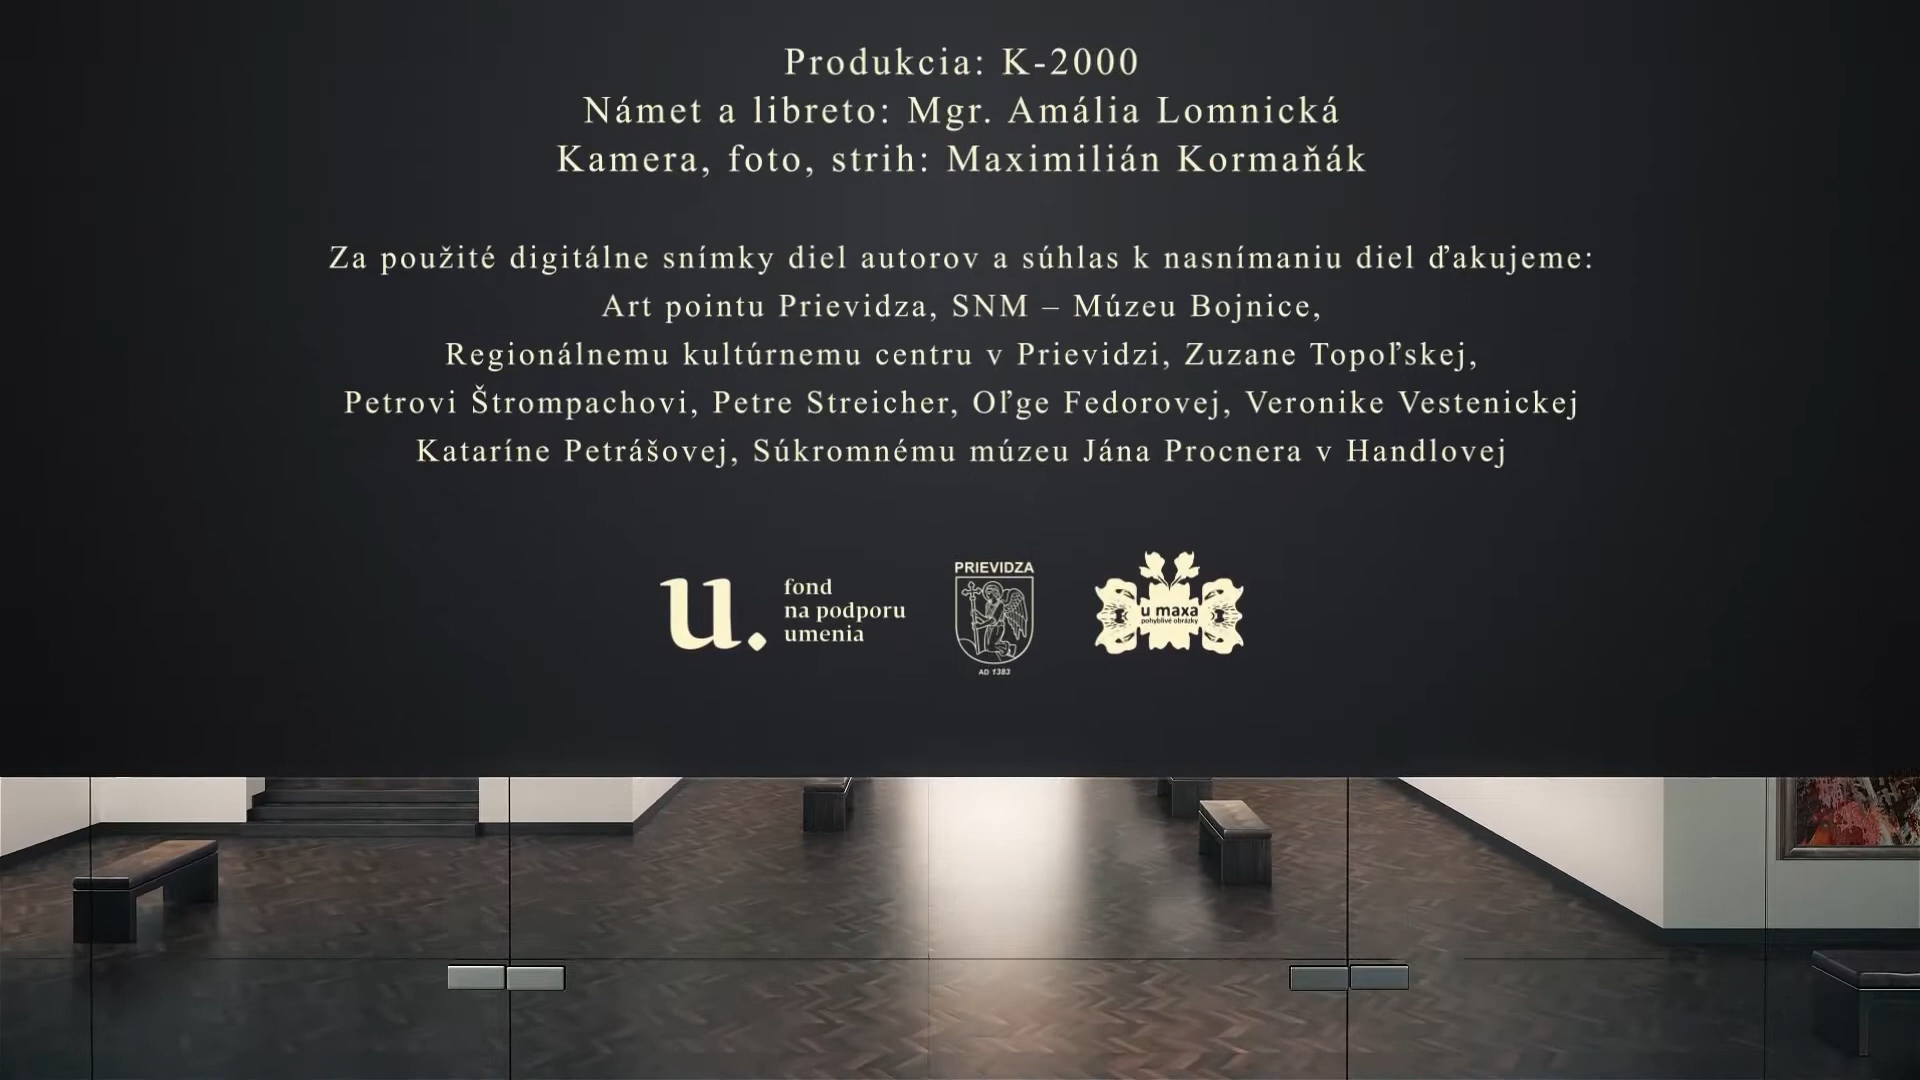 Produkcia: K-2000
Námet a libreto: Mgr. Amália Lomnická
Kamera, foto, strih: Maximilián Kormaňák
Za použité digitálne snímky diel autorov a súhlas k nasnímaniu diel ďakujeme:
Art pointu Prievidza, SNM – Múzeu Bojnice,
Regionálnemu kultúrnemu centru v Prievidzi, Zuzane Topoľskej,
Petrovi Štrompachovi, Petre Streicher, Oľge Fedorovej, Veronike Vestenickej
Kataríne Petrášovej, Súkromnému múzeu Jána Procnera v Handlovej
u.
fond
na podporu
umenia
PRIEVIDZA
AD 1383
u maxa
pohyblivé obrázky